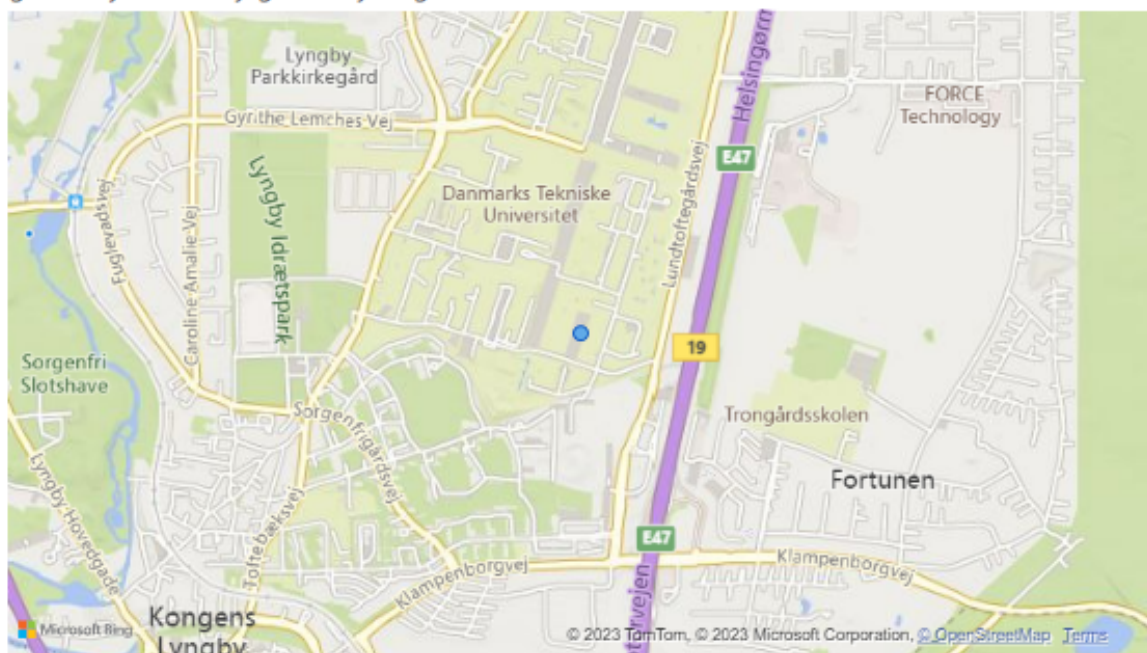 Lyngby
Parkkirkegård
Gyrithe Lemches Vej
Helsingørm
FORCE
Technology
E47
Danmarks Tekniske
Universitet
Fuglevadsvej
Caroline Amalie Vej
Lyngby Idrætspark
Lundtoftegårdsvej
19
Sorgenfri
Slotshave
Sorgenfrigårdsvej
Trongårdsskolen
Fortunen
Lyngby Hovedgade
Toftebæksvej
E47
Klampenborgvej
Klampenborgvej
Kongens
Lyngby
Microsoft Bing
© 2023 TomTom, © 2023 Microsoft Corporation, © OpenStreetMap Terms